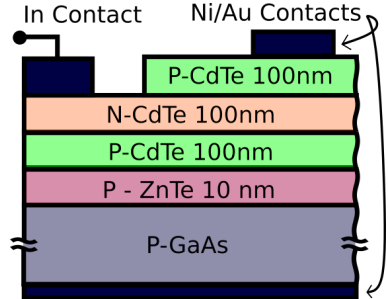 In Contact
Ni/Au Contacts
P-CdTe 100nm
N-CdTe 100nm
P-CdTe 100nm
P - ZnTe 10 nm
P-GaAs